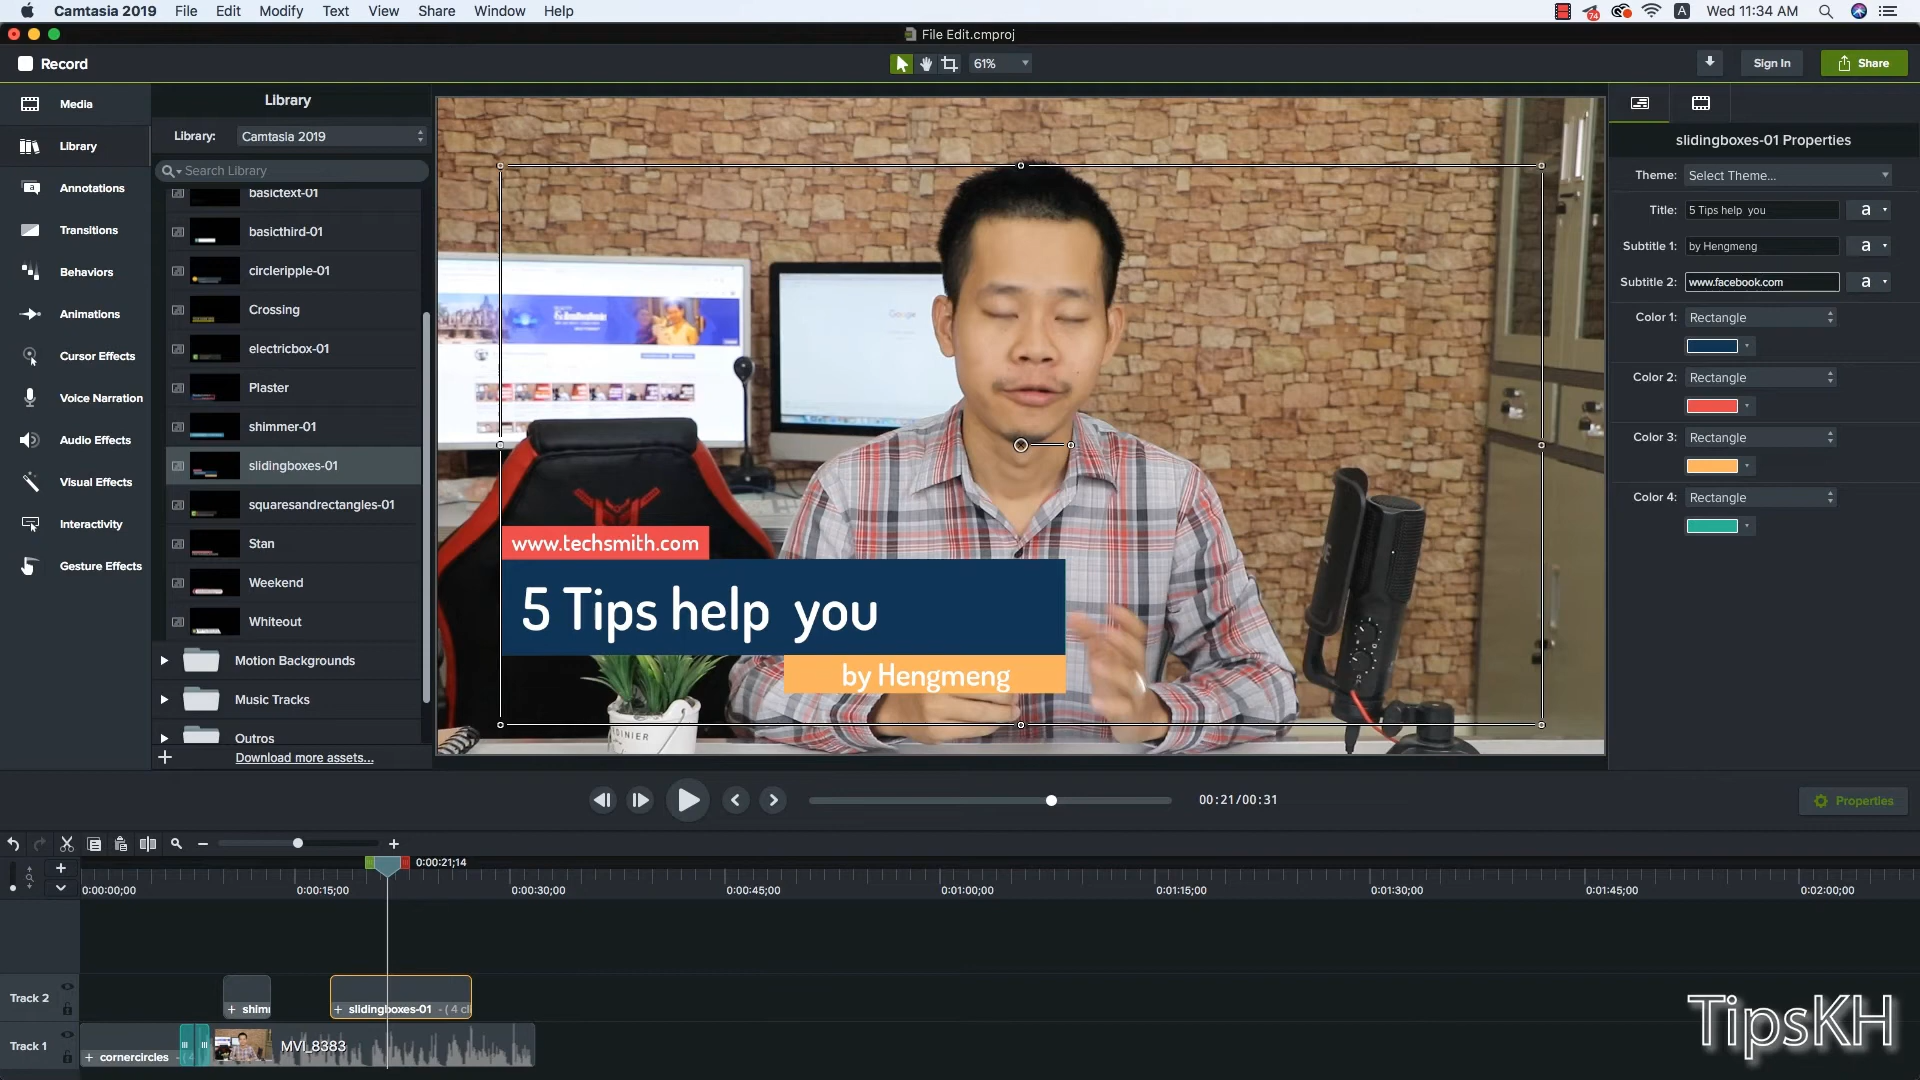 Camtasia 2019 File Edit Modify Text View Share Window Help
74 A Wed 11:34 AM
File Edit.cmproj
Record
61%
Sign In
Share
Media
Library
Annotations
Transitions
Behaviors
Animations
Cursor Effects
Voice Narration
Audio Effects
Visual Effects
Interactivity
Gesture Effects
Library
Library: Camtasia 2019
Search Library
basictext-01
basicthird-01
circleripple-01
Crossing
electricbox-01
Plaster
shimmer-01
slidingboxes-01
squaresandrectangles-01
Stan
Weekend
Whiteout
Motion Backgrounds
Music Tracks
Outros
Download more assets...
Google
www.techsmith.com
5 Tips help  you
by Hengmeng
slidingboxes-01 Properties
Theme: Select Theme...
Title: 5 Tips help  you a
Subtitle 1: by Hengmeng a
Subtitle 2: www.facebook.com a
Color 1: Rectangle
Color 2: Rectangle
Color 3: Rectangle
Color 4: Rectangle
00:21/00:31
Properties
0:00:21;14
0:00:00;00 0:00:15;00 0:00:30;00 0:00:45;00 0:01:00;00 0:01:15;00 0:01:30;00 0:01:45;00 0:02:00;00
Track 2
+ shim
+ slidingboxes-01 - ( 4 cl
Track 1
+ cornercircles - (4
MVI_8383
TipsKH